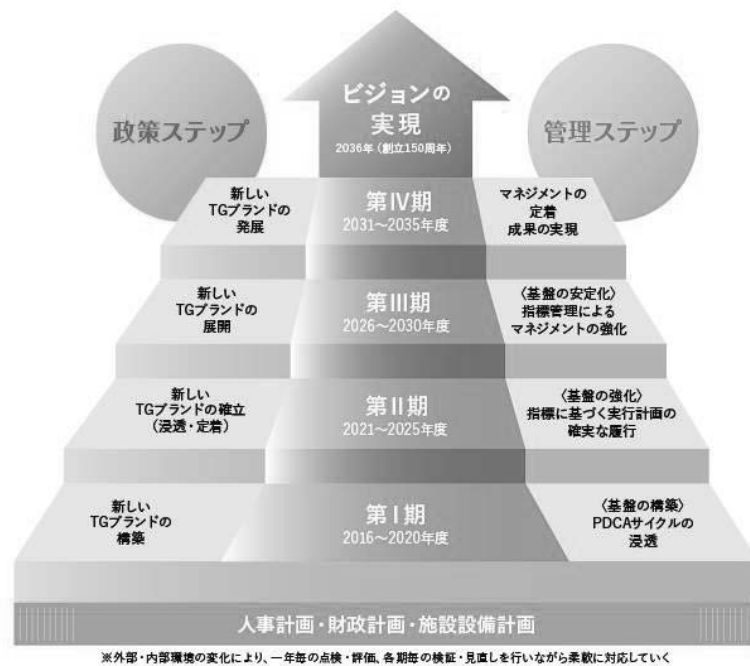 ビジョンの
実現
2036年（創立150周年）
政策ステップ
管理ステップ
新しい
TGブランドの
発展
第Ⅳ期
2031〜2035年度
マネジメントの
定着
成果の実現
新しい
TGブランドの
展開
第Ⅲ期
2026〜2030年度
〈基盤の安定化〉
指標管理による
マネジメントの強化
新しい
TGブランドの確立
（浸透・定着）
第Ⅱ期
2021〜2025年度
〈基盤の強化〉
指標に基づく実行計画の
確実な履行
新しい
TGブランドの
構築
第Ⅰ期
2016〜2020年度
〈基盤の構築〉
PDCAサイクルの
浸透
人事計画・財政計画・施設設備計画
※外部・内部環境の変化により、一年毎の点検・評価、各期毎の検証・見直しを行いながら柔軟に対応していく